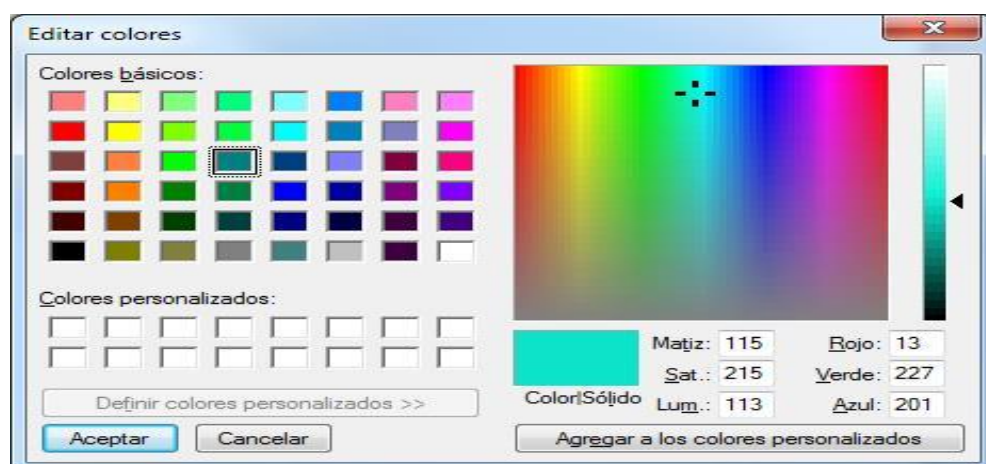 Editar colores
Colores básicos:
Colores personalizados:
Definir colores personalizados >>
Aceptar Cancelar
Color|Sólido
Matiz: 115 Rojo: 13
Sat.: 215 Verde: 227
Lum.: 113 Azul: 201
Agregar a los colores personalizados